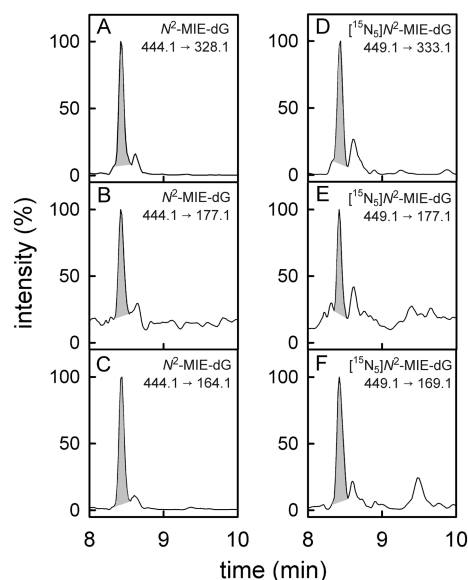 A
N²-MIE-dG
444.1 → 328.1
100
50
0
B
N²-MIE-dG
444.1 → 177.1
100
50
0
C
N²-MIE-dG
444.1 → 164.1
100
50
0
8
9
10
D
[¹⁵N₅]N²-MIE-dG
449.1 → 333.1
100
50
0
E
[¹⁵N₅]N²-MIE-dG
449.1 → 177.1
100
50
0
F
[¹⁵N₅]N²-MIE-dG
449.1 → 169.1
100
50
0
8
9
10
intensity (%)
time (min)